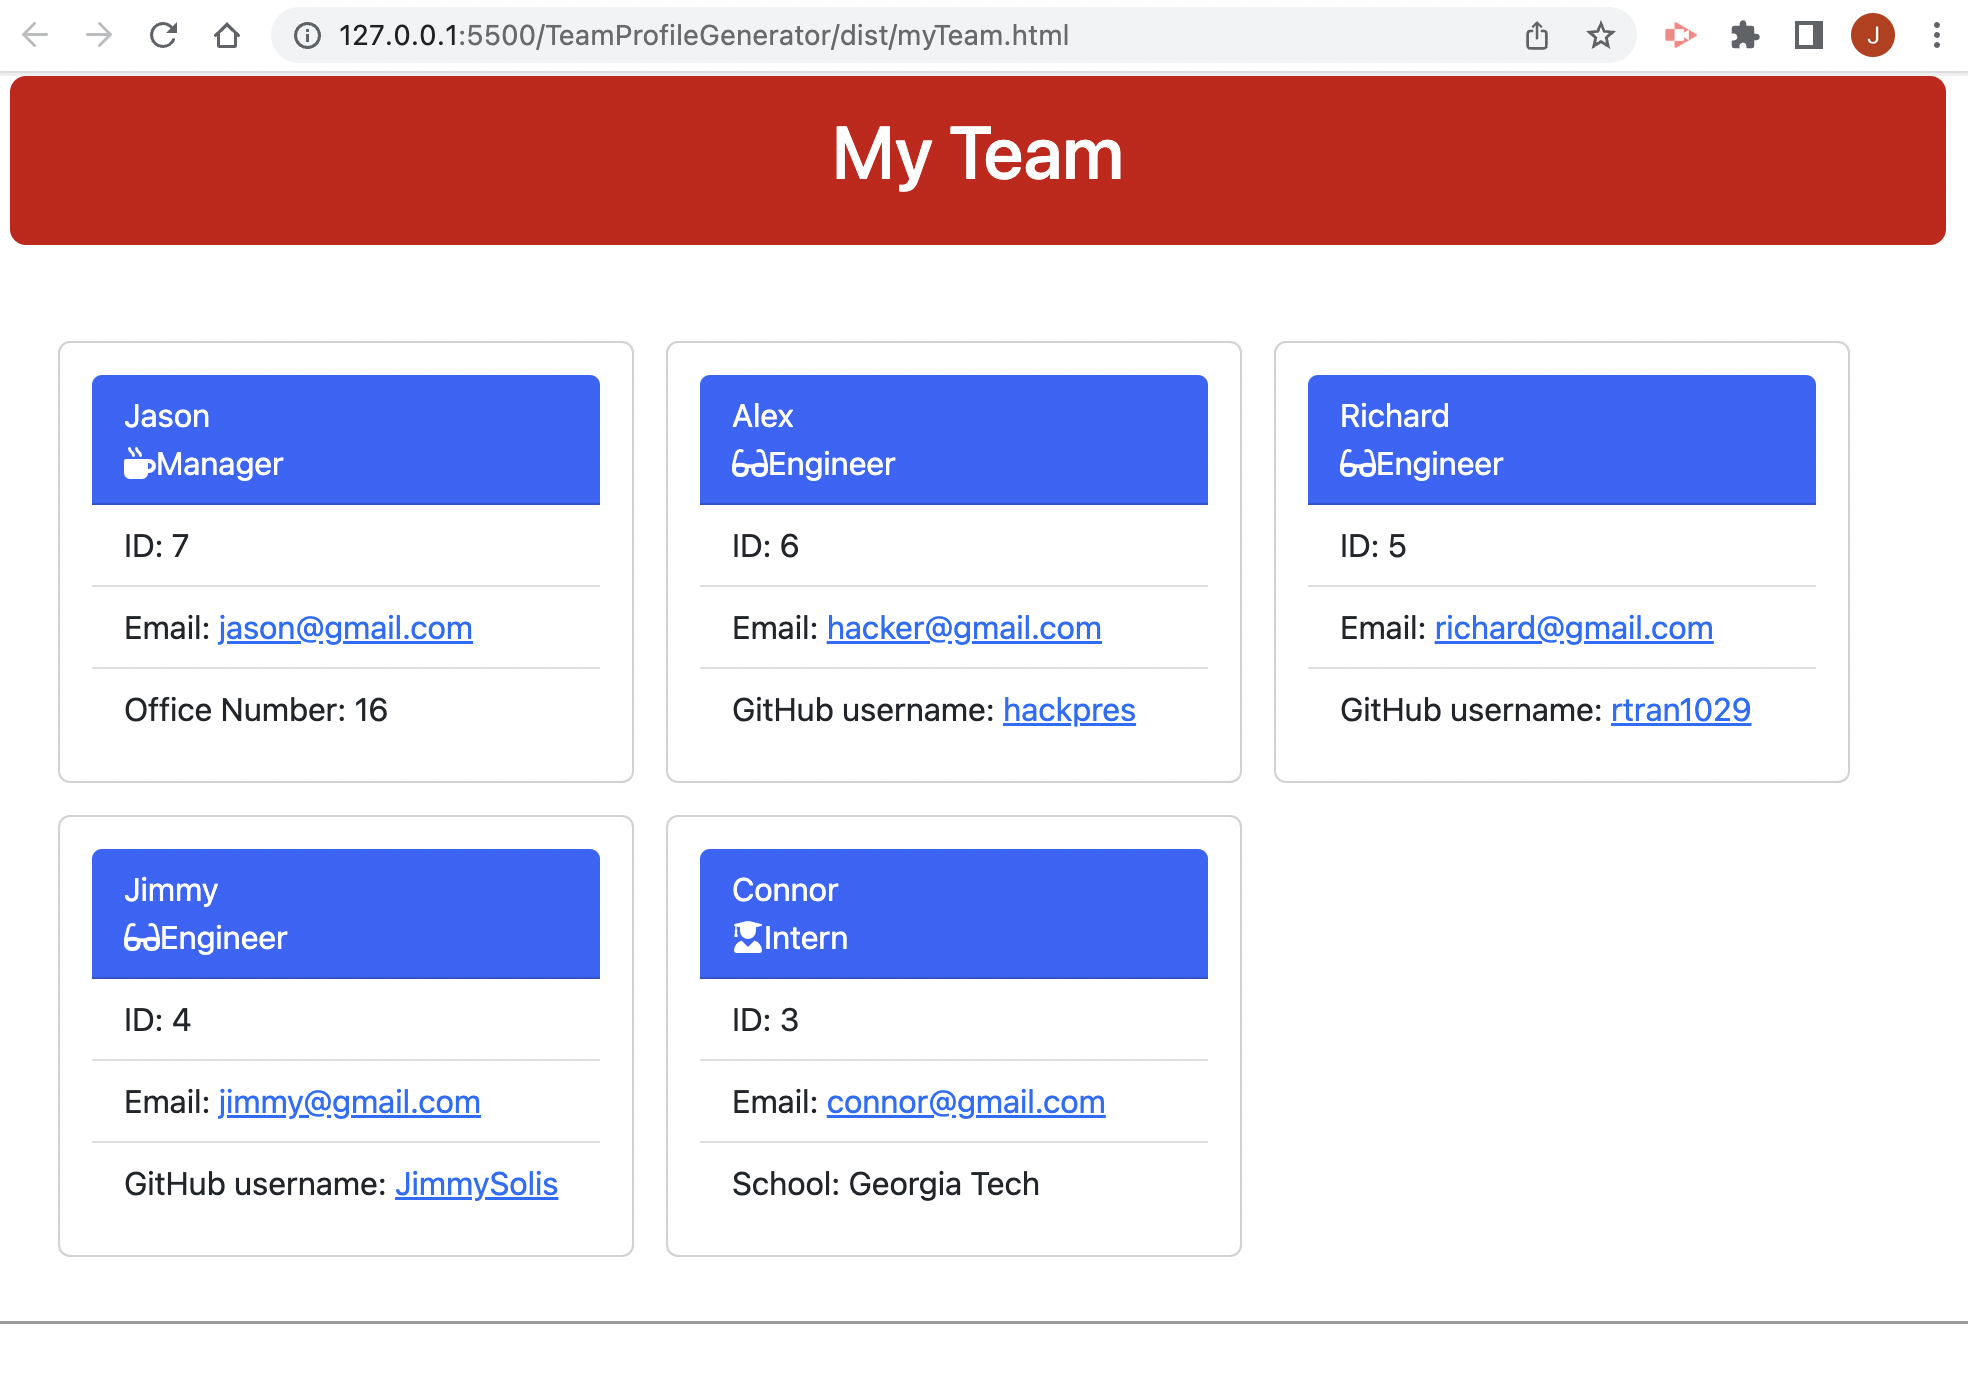 127.0.0.1:5500/TeamProfileGenerator/dist/myTeam.html
J
My Team
Jason
Manager
ID: 7
Email: jason@gmail.com
Office Number: 16
Alex
Engineer
ID: 6
Email: hacker@gmail.com
GitHub username: hackpres
Richard
Engineer
ID: 5
Email: richard@gmail.com
GitHub username: rtran1029
Jimmy
Engineer
ID: 4
Email: jimmy@gmail.com
GitHub username: JimmySolis
Connor
Intern
ID: 3
Email: connor@gmail.com
School: Georgia Tech